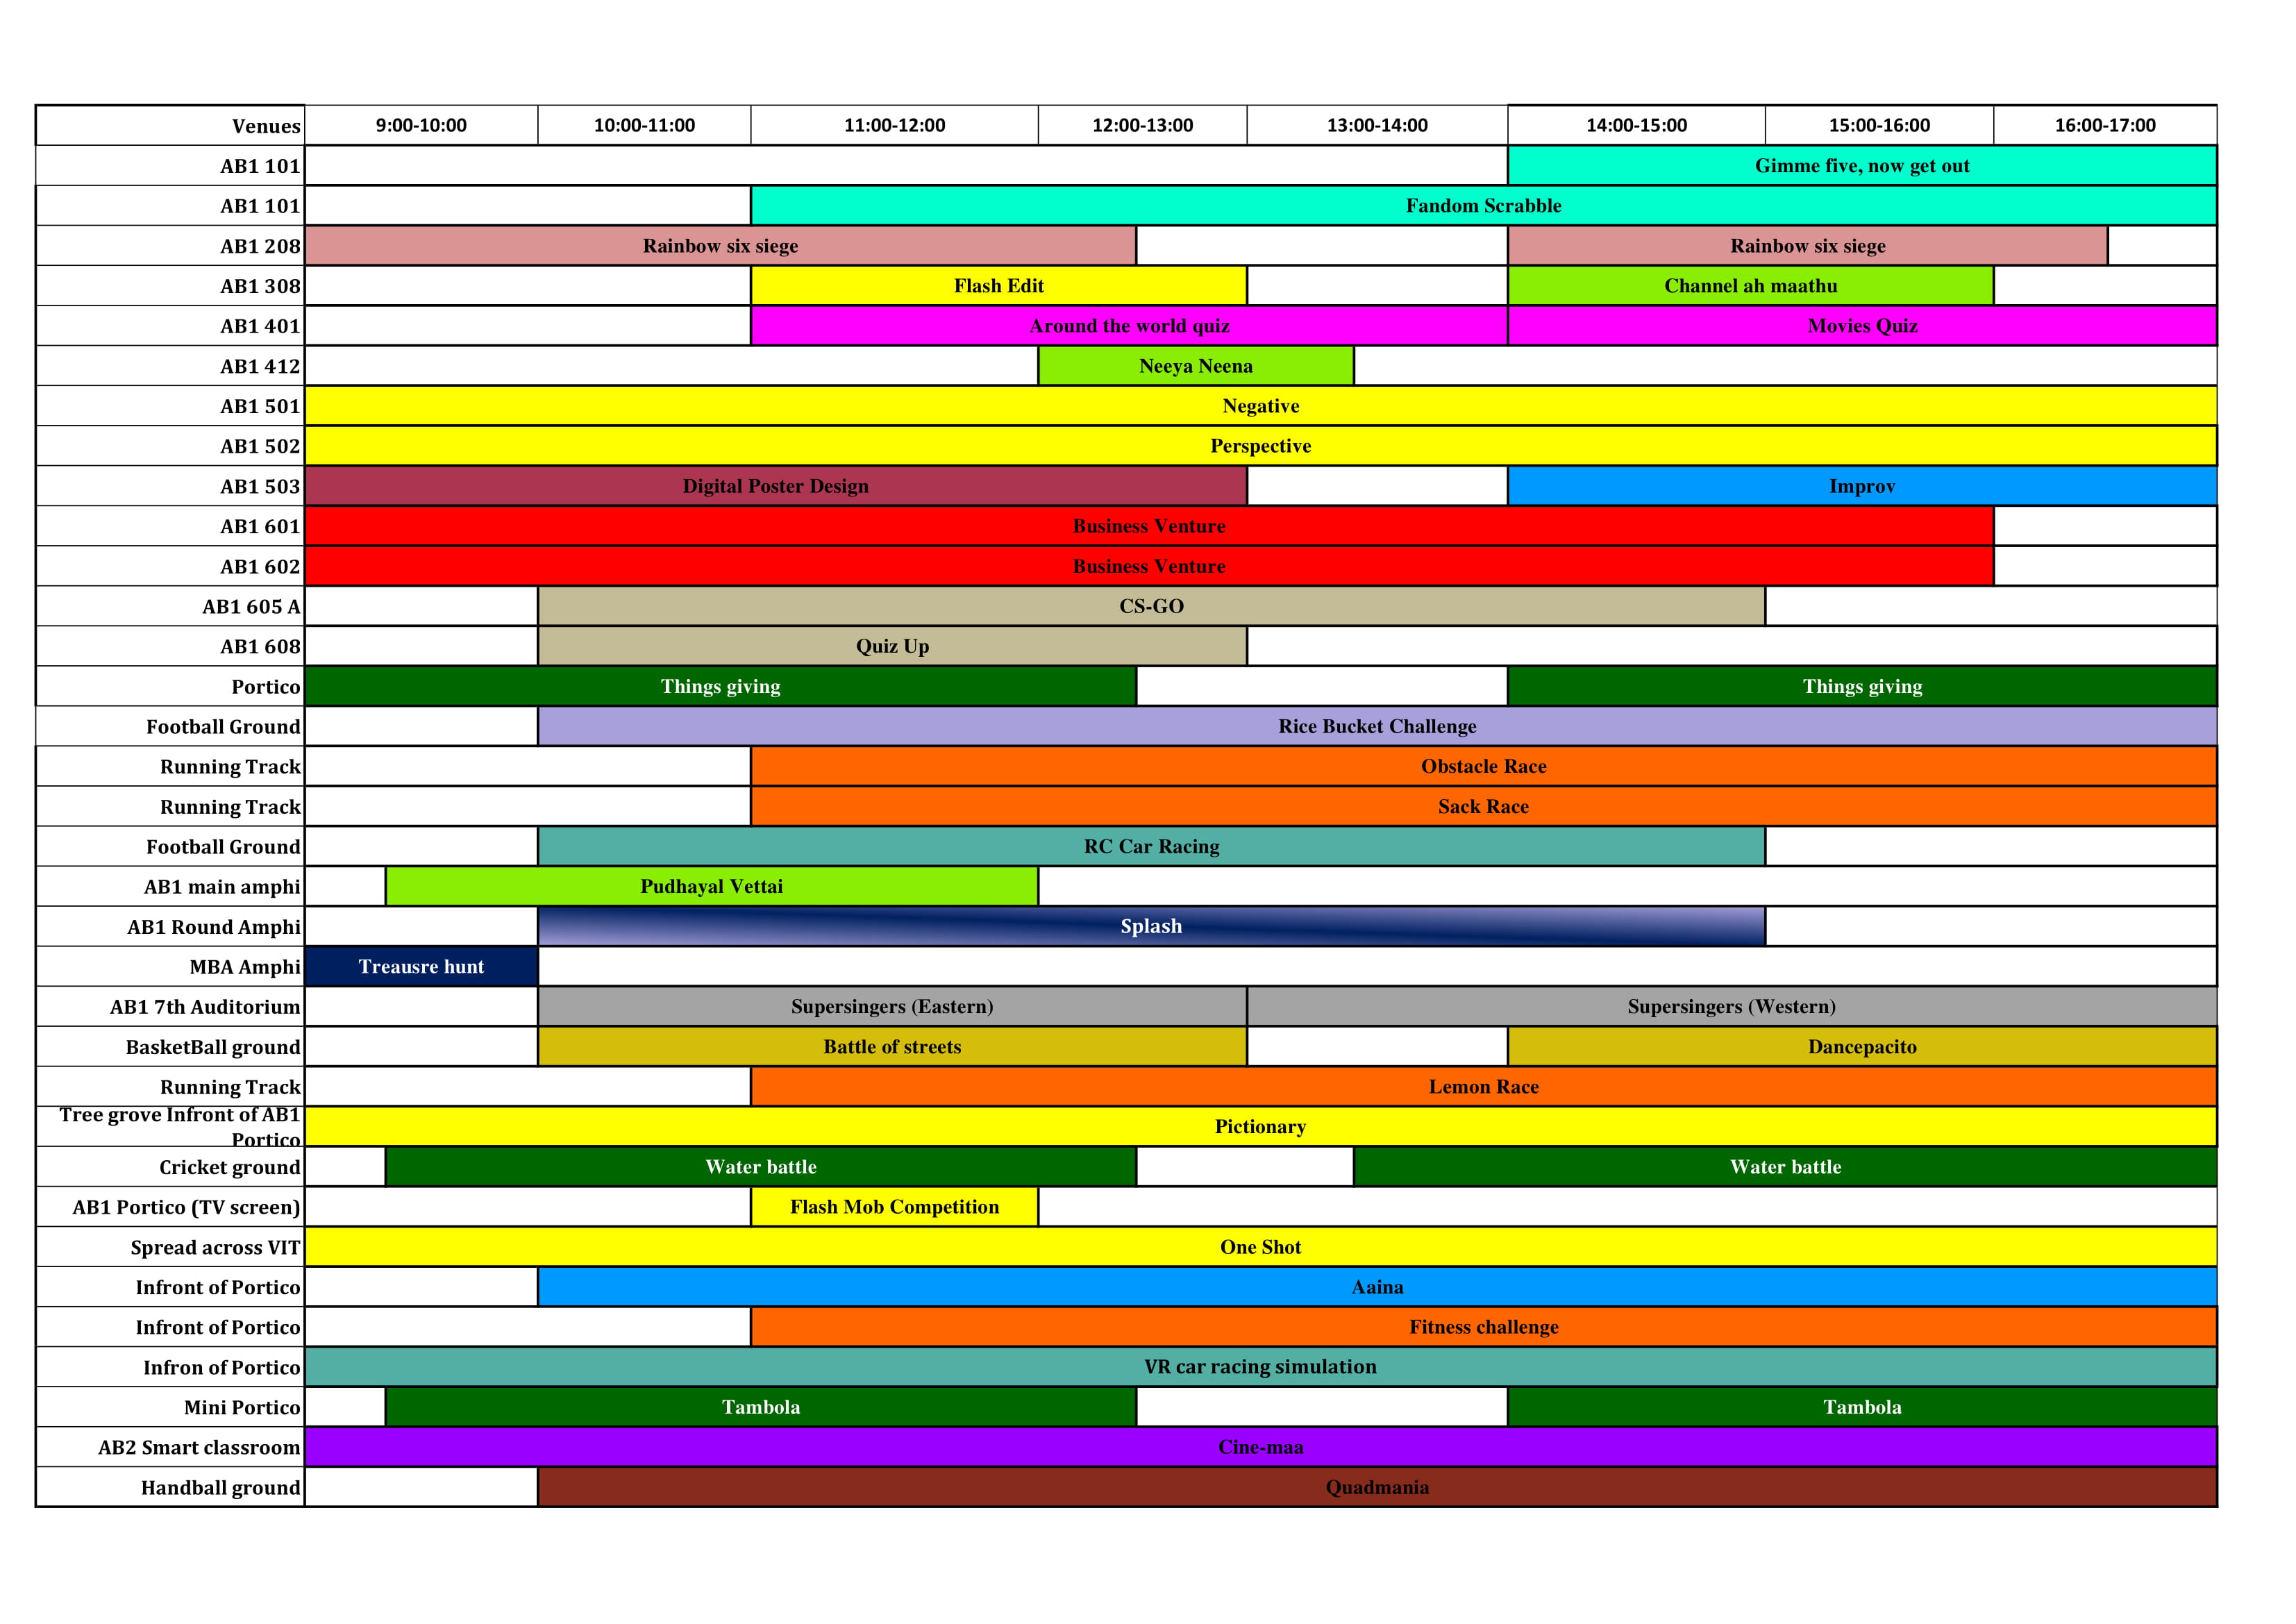 Venues 9:00-10:00 10:00-11:00 11:00-12:00 12:00-13:00 13:00-14:00 14:00-15:00 15:00-16:00 16:00-17:00
AB1 101 Gimme five, now get out
AB1 101 Fandom Scrabble
AB1 208 Rainbow six siege Rainbow six siege
AB1 308 Flash Edit Channel ah maathu
AB1 401 Around the world quiz Movies Quiz
AB1 412 Neeya Neena
AB1 501 Negative
AB1 502 Perspective
AB1 503 Digital Poster Design Improv
AB1 601 Business Venture
AB1 602 Business Venture
AB1 605 A CS-GO
AB1 608 Quiz Up
Portico Things giving Things giving
Football Ground Rice Bucket Challenge
Running Track Obstacle Race
Running Track Sack Race
Football Ground RC Car Racing
AB1 main amphi Pudhayal Vettai
AB1 Round Amphi Splash
MBA Amphi Treausre hunt
AB1 7th Auditorium Supersingers (Eastern) Supersingers (Western)
BasketBall ground Battle of streets Dancepacito
Running Track Lemon Race
Tree grove Infront of AB1
Portico Pictionary
Cricket ground Water battle Water battle
AB1 Portico (TV screen) Flash Mob Competition
Spread across VIT One Shot
Infront of Portico Aaina
Infront of Portico Fitness challenge
Infron of Portico VR car racing simulation
Mini Portico Tambola Tambola
AB2 Smart classroom Cine-maa
Handball ground Quadmania